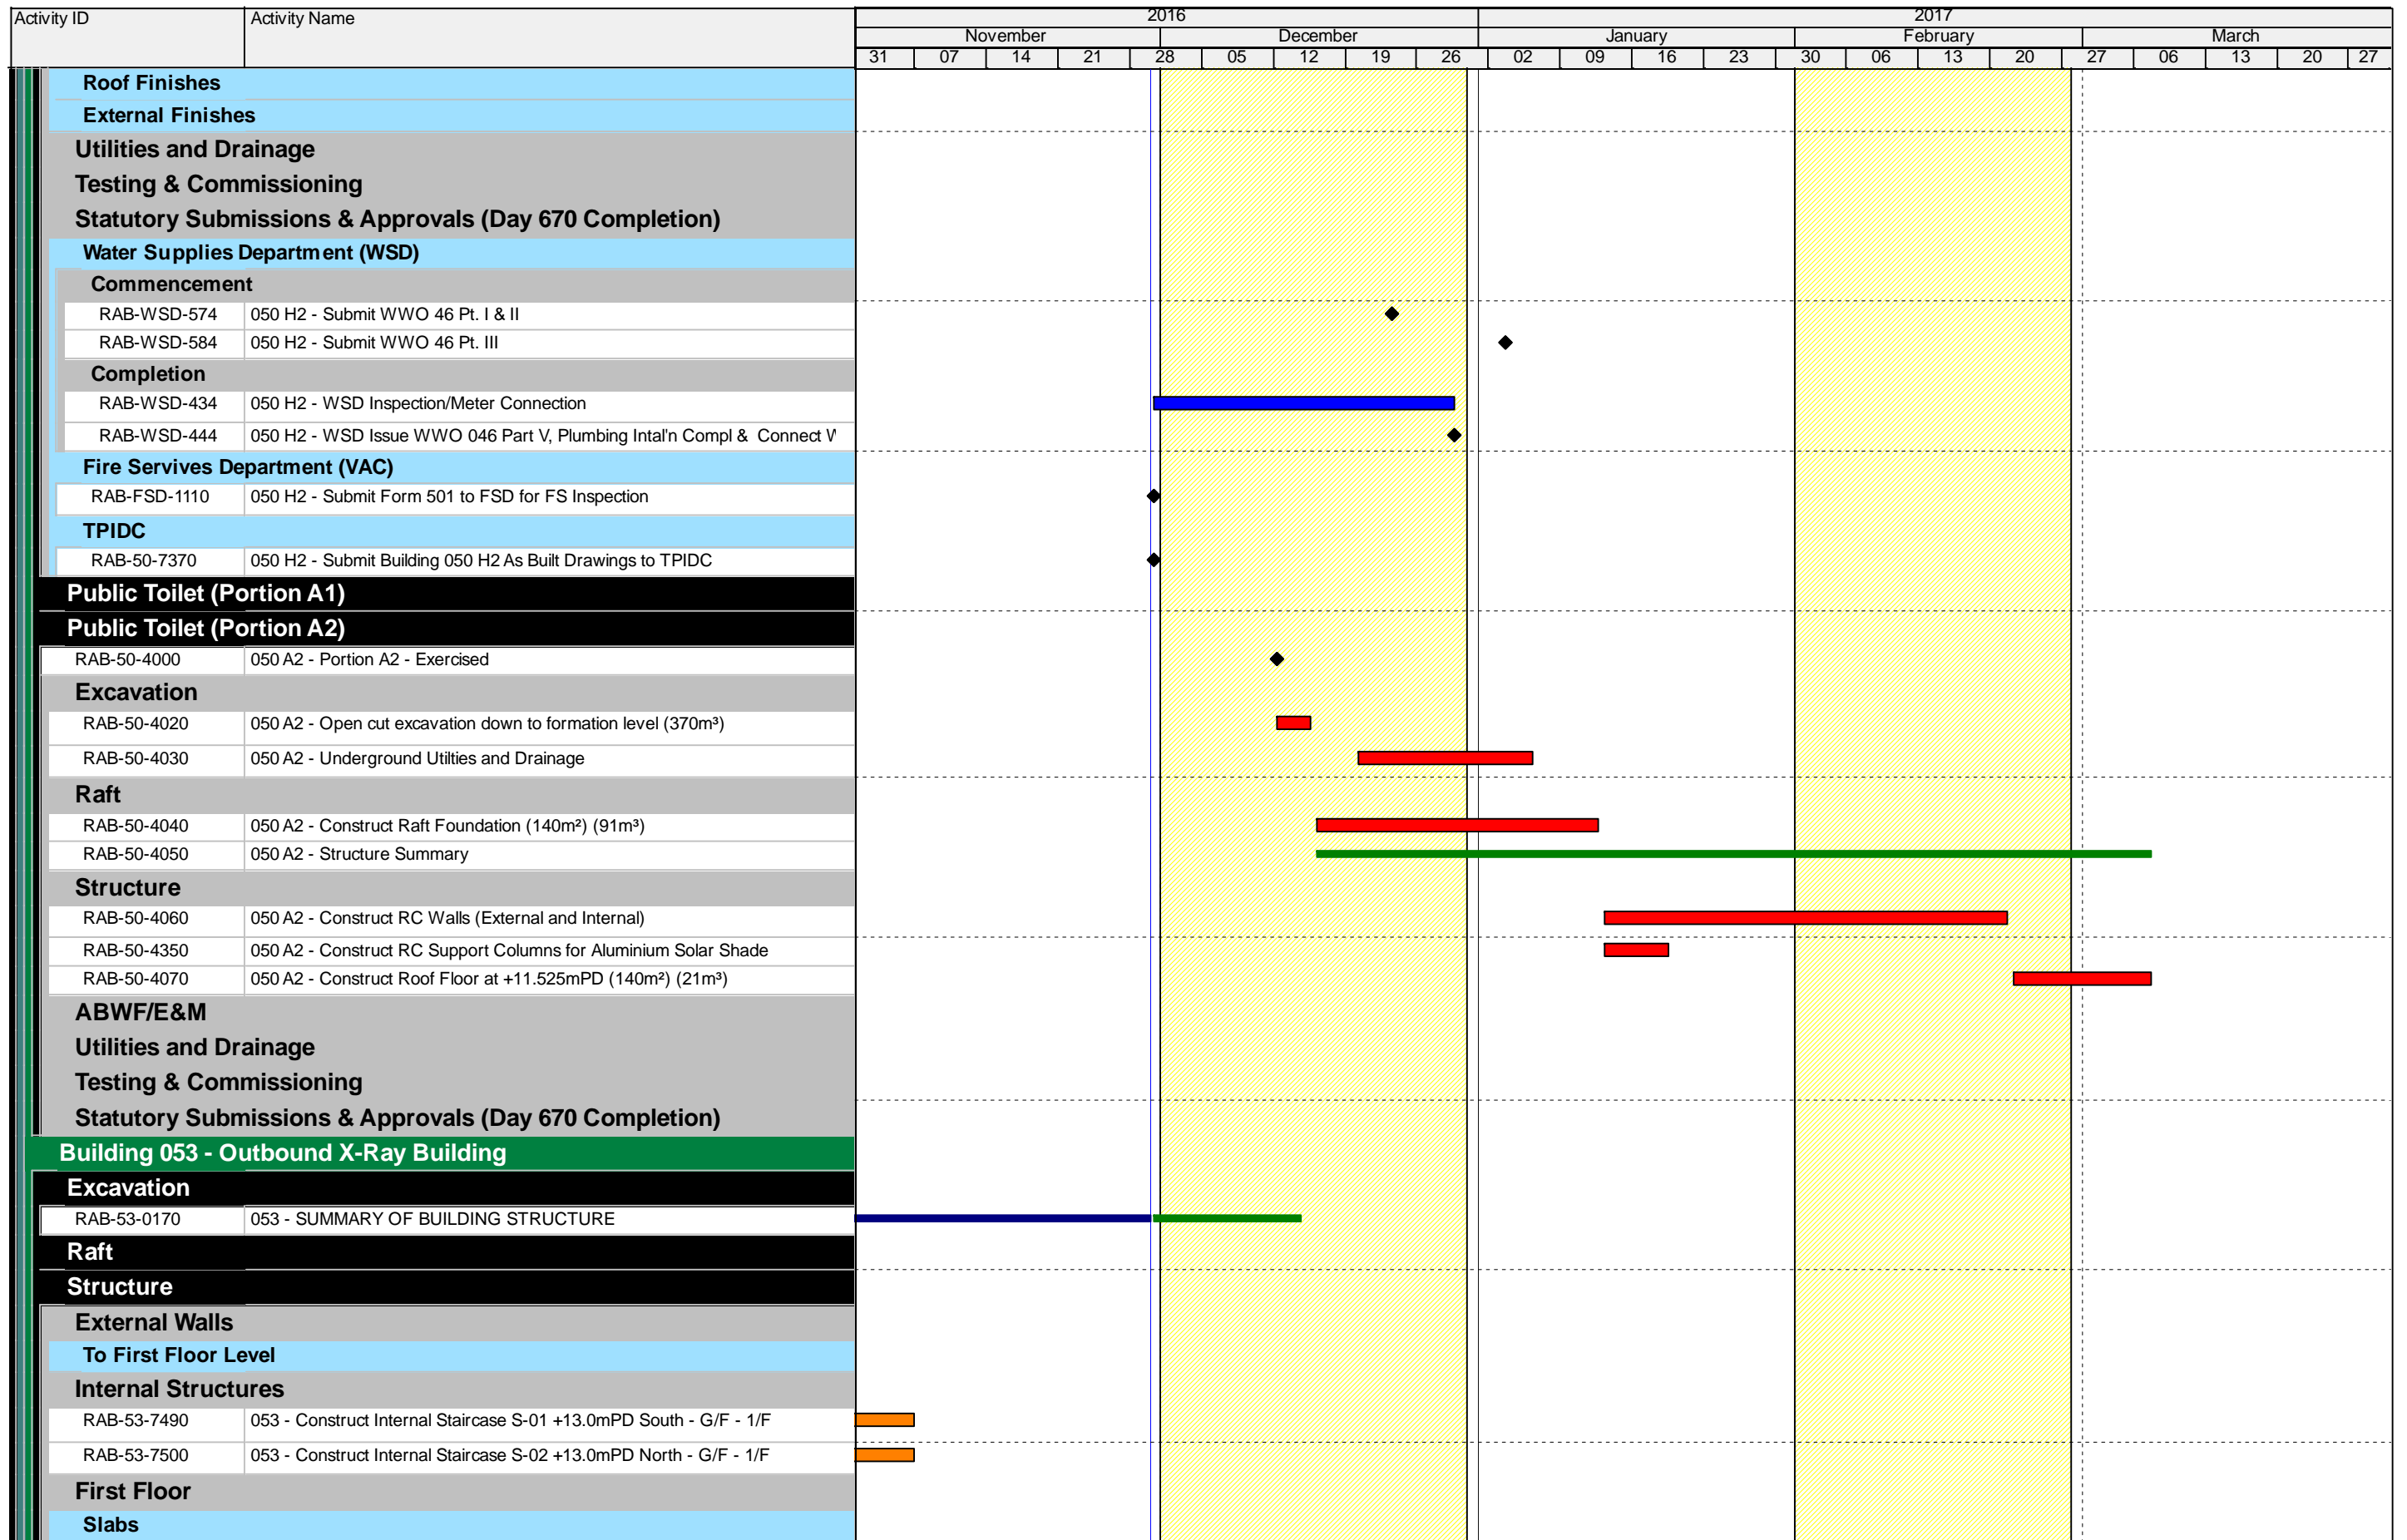 Activity ID Activity Name 2016 2017
November December January February March
31 07 14 21 28 05 12 19 26 02 09 16 23 30 06 13 20 27 06 13 20 27
Roof Finishes
External Finishes
Utilities and Drainage
Testing & Commissioning
Statutory Submissions & Approvals (Day 670 Completion)
Water Supplies Department (WSD)
Commencement
RAB-WSD-574 050 H2 - Submit WWO 46 Pt. I & II
RAB-WSD-584 050 H2 - Submit WWO 46 Pt. III
Completion
RAB-WSD-434 050 H2 - WSD Inspection/Meter Connection
RAB-WSD-444 050 H2 - WSD Issue WWO 046 Part V, Plumbing Intal'n Compl & Connect
Fire Servives Department (VAC)
RAB-FSD-1110 050 H2 - Submit Form 501 to FSD for FS Inspection
TPIDC
RAB-50-7370 050 H2 - Submit Building 050 H2 As Built Drawings to TPIDC
Public Toilet (Portion A1)
Public Toilet (Portion A2)
RAB-50-4000 050 A2 - Portion A2 - Exercised
Excavation
RAB-50-4020 050 A2 - Open cut excavation down to formation level (370m³)
RAB-50-4030 050 A2 - Underground Utilties and Drainage
Raft
RAB-50-4040 050 A2 - Construct Raft Foundation (140m²) (91m³)
RAB-50-4050 050 A2 - Structure Summary
Structure
RAB-50-4060 050 A2 - Construct RC Walls (External and Internal)
RAB-50-4350 050 A2 - Construct RC Support Columns for Aluminium Solar Shade
RAB-50-4070 050 A2 - Construct Roof Floor at +11.525mPD (140m²) (21m³)
ABWF/E&M
Utilities and Drainage
Testing & Commissioning
Statutory Submissions & Approvals (Day 670 Completion)
Building 053 - Outbound X-Ray Building
Excavation
RAB-53-0170 053 - SUMMARY OF BUILDING STRUCTURE
Raft
Structure
External Walls
To First Floor Level
Internal Structures
RAB-53-7490 053 - Construct Internal Staircase S-01 +13.0mPD South - G/F - 1/F
RAB-53-7500 053 - Construct Internal Staircase S-02 +13.0mPD North - G/F - 1/F
First Floor
Slabs